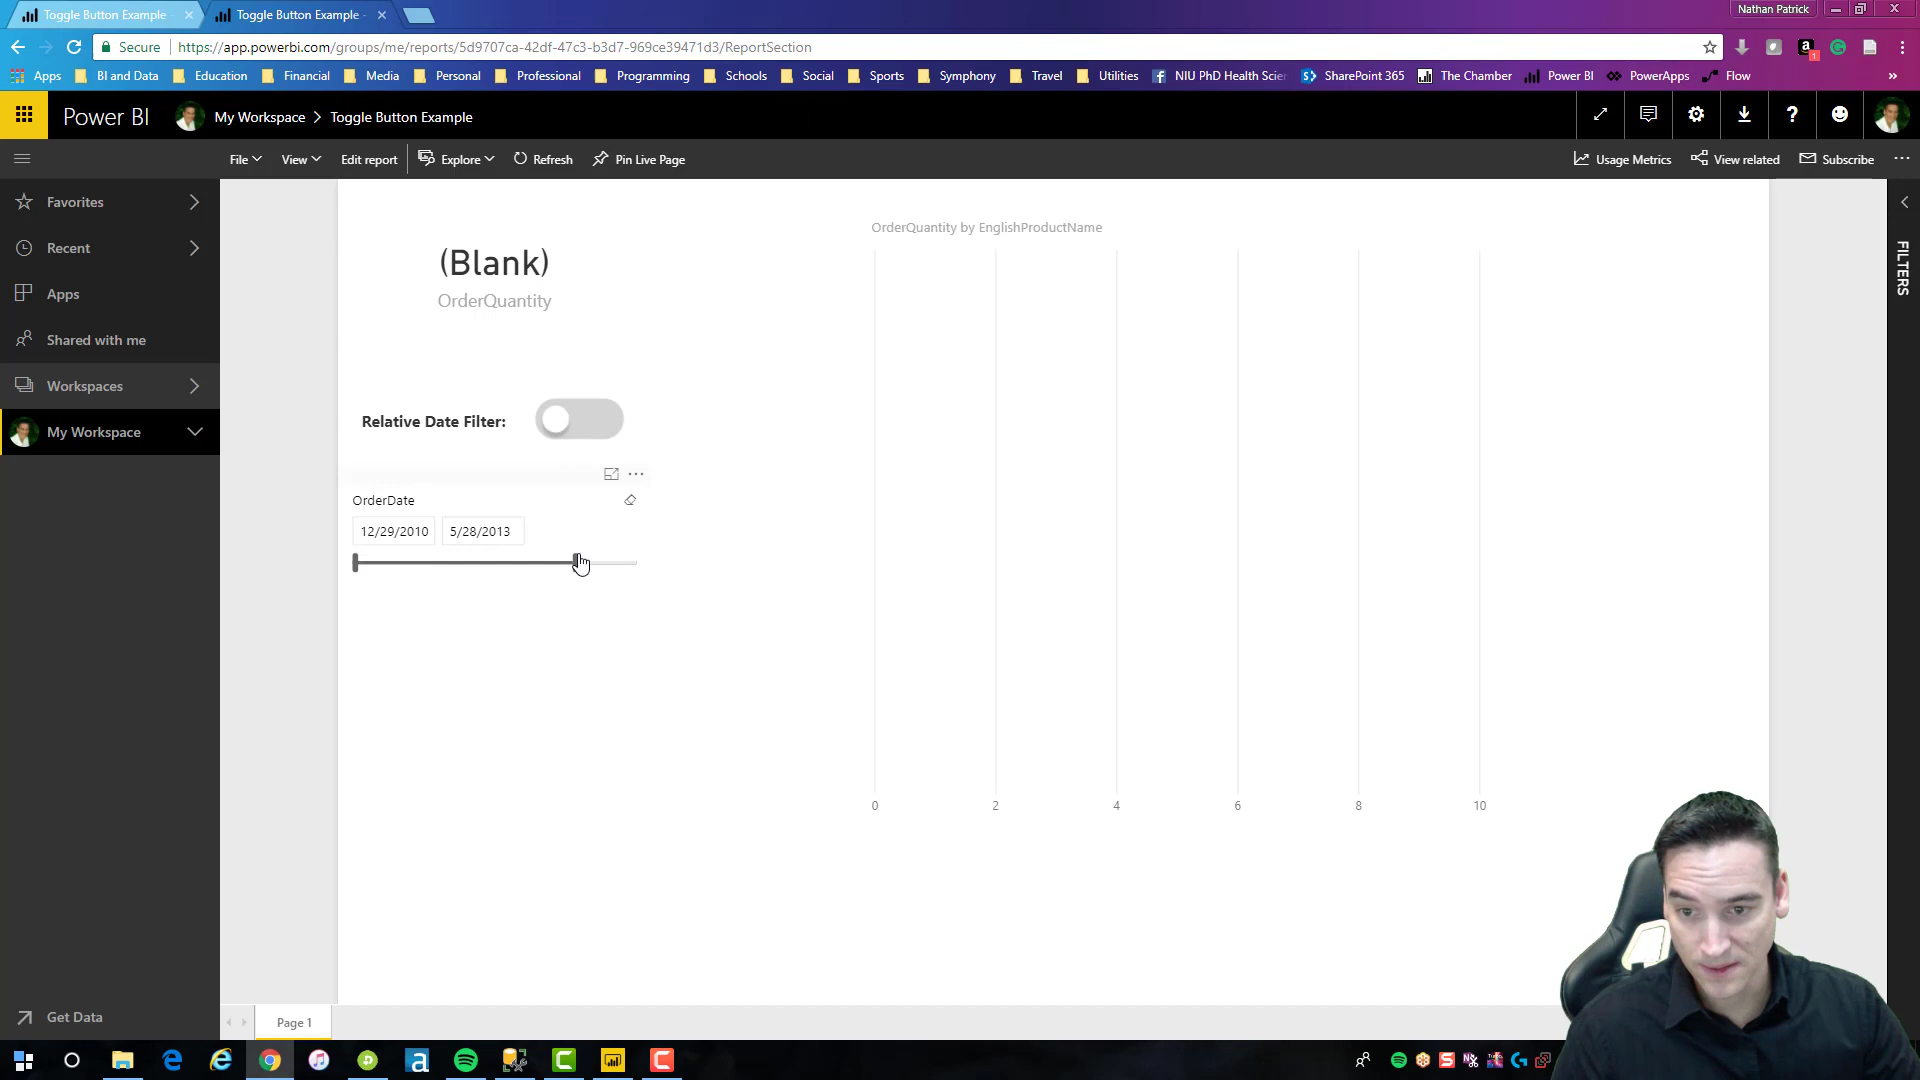 Toggle Button Example
Toggle Button Example -
Nathan Patrick
Secure
https://app.powerbi.com/groups/me/reports/5d9707ca-42df-47c3-b3d7-969ce39471d3/ReportSection
1
Apps
BI and Data
Education
Financial
Media
Personal
Professional
Programming
Schools
Social
Sports
Symphony
Travel
Utilities
NIU PhD Health Scien
SharePoint 365
The Chamber
Power BI
PowerApps
Flow
»
Power BI
My Workspace > Toggle Button Example
File
View
Edit report
Explore
Refresh
Pin Live Page
Usage Metrics
View related
Subscribe
Favorites
Recent
Apps
Shared with me
Workspaces
My Workspace
Get Data
(Blank)
OrderQuantity
Relative Date Filter:
OrderDate
12/29/2010
5/28/2013
OrderQuantity by EnglishProductName
0 2 4 6 8 10
FILTERS
Page 1